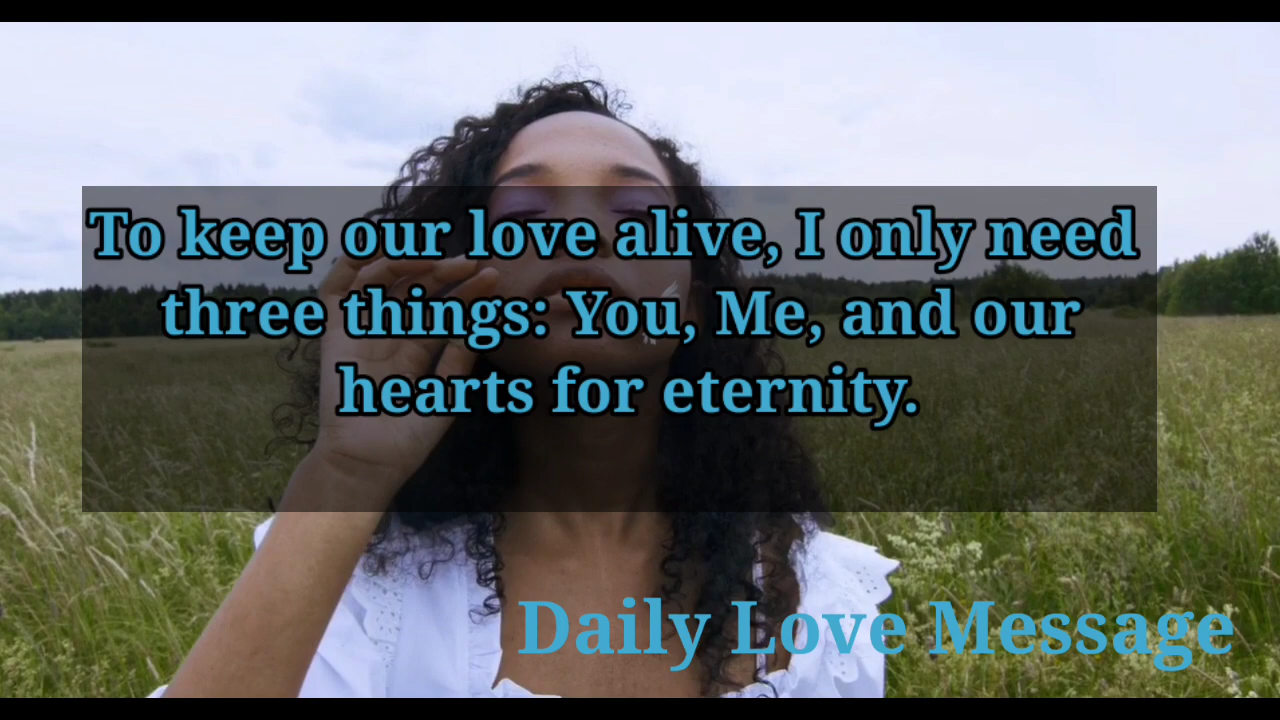 To keep our love alive, I only need
three things: You, Me, and our
hearts for eternity.
Daily Love Message